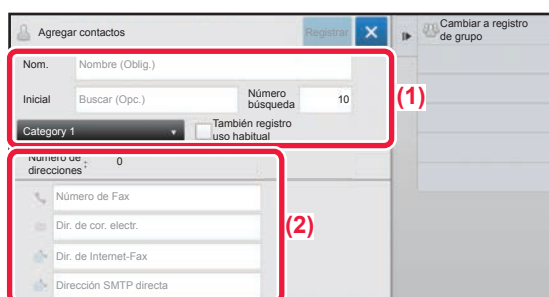 Agregar contactos
Registrar
Cambiar a registro
de grupo
Nom.
Nombre (Oblig.)
Inicial
Buscar (Opc.)
Número
búsqueda
10
(1)
Category 1
También registro
uso habitual
Número de
direcciones
:
0
Número de Fax
(2)
Dir. de cor. electr.
Dir. de Internet-Fax
Dirección SMTP directa